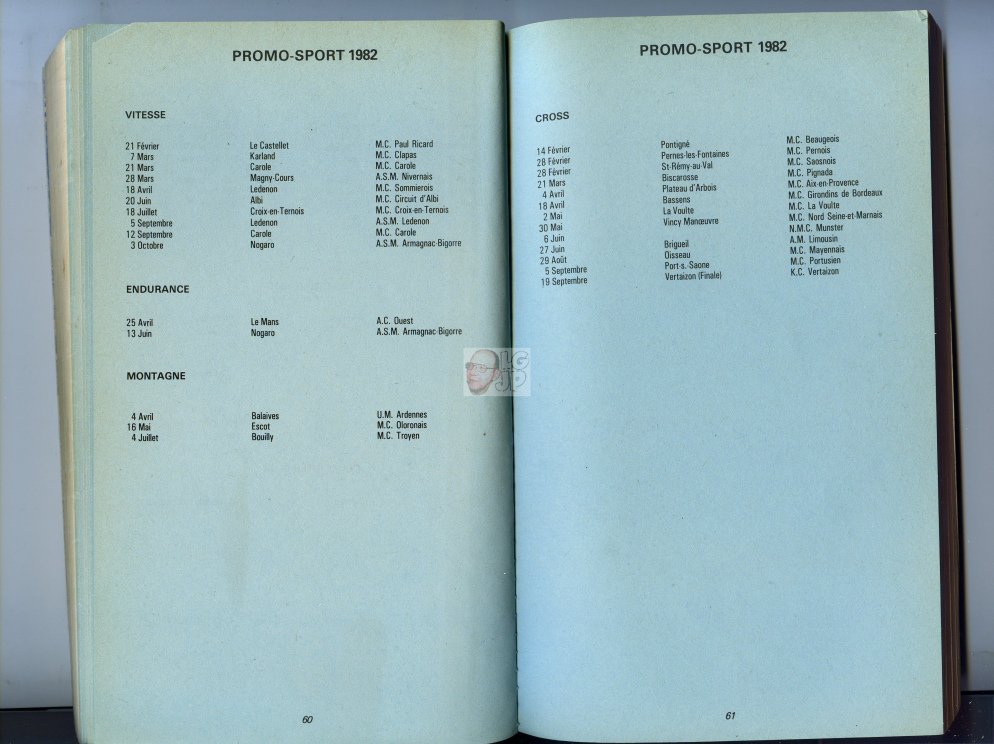 PROMO-SPORT 1982
VITESSE
21 Février Le Castellet M.C. Paul Ricard
7 Mars Karland M.C. Clapas
21 Mars Carole M.C. Carole
28 Mars Magny-Cours A.S.M. Nivernais
18 Avril Ledenon M.C. Sommierois
20 Juin Albi M.C. Circuit d'Albi
18 Juillet Croix-en-Ternois M.C. Croix-en-Ternois
5 Septembre Ledenon A.S.M. Ledenon
12 Septembre Carole M.C. Carole
3 Octobre Nogaro A.S.M. Armagnac-Bigorre
ENDURANCE
25 Avril Le Mans A.C. Ouest
13 Juin Nogaro A.S.M. Armagnac-Bigorre
MONTAGNE
4 Avril Balaives U.M. Ardennes
16 Mai Escot M.C. Oloronais
4 Juillet Bouilly M.C. Troyen
60
PROMO-SPORT 1982
CROSS
14 Février Pontigné M.C. Beaugeois
28 Février Pernes-les-Fontaines M.C. Pernois
28 Février St-Rémy-au-Val M.C. Saosnois
21 Mars Biscarosse M.C. Pignada
4 Avril Plateau d'Arbois M.C. Aix-en-Provence
18 Avril Bassens M.C. Girondins de Bordeaux
2 Mai La Voulte M.C. La Voulte
30 Mai Vincy Manœuvre M.C. Nord Seine-et-Marnais
6 Juin N.M.C. Munster
27 Juin Brigueil A.M. Limousin
29 Août Oisseau M.C. Mayennais
5 Septembre Port-s. Saone M.C. Portusien
19 Septembre Vertaizon (Finale) K.C. Vertaizon
61
LG
JP